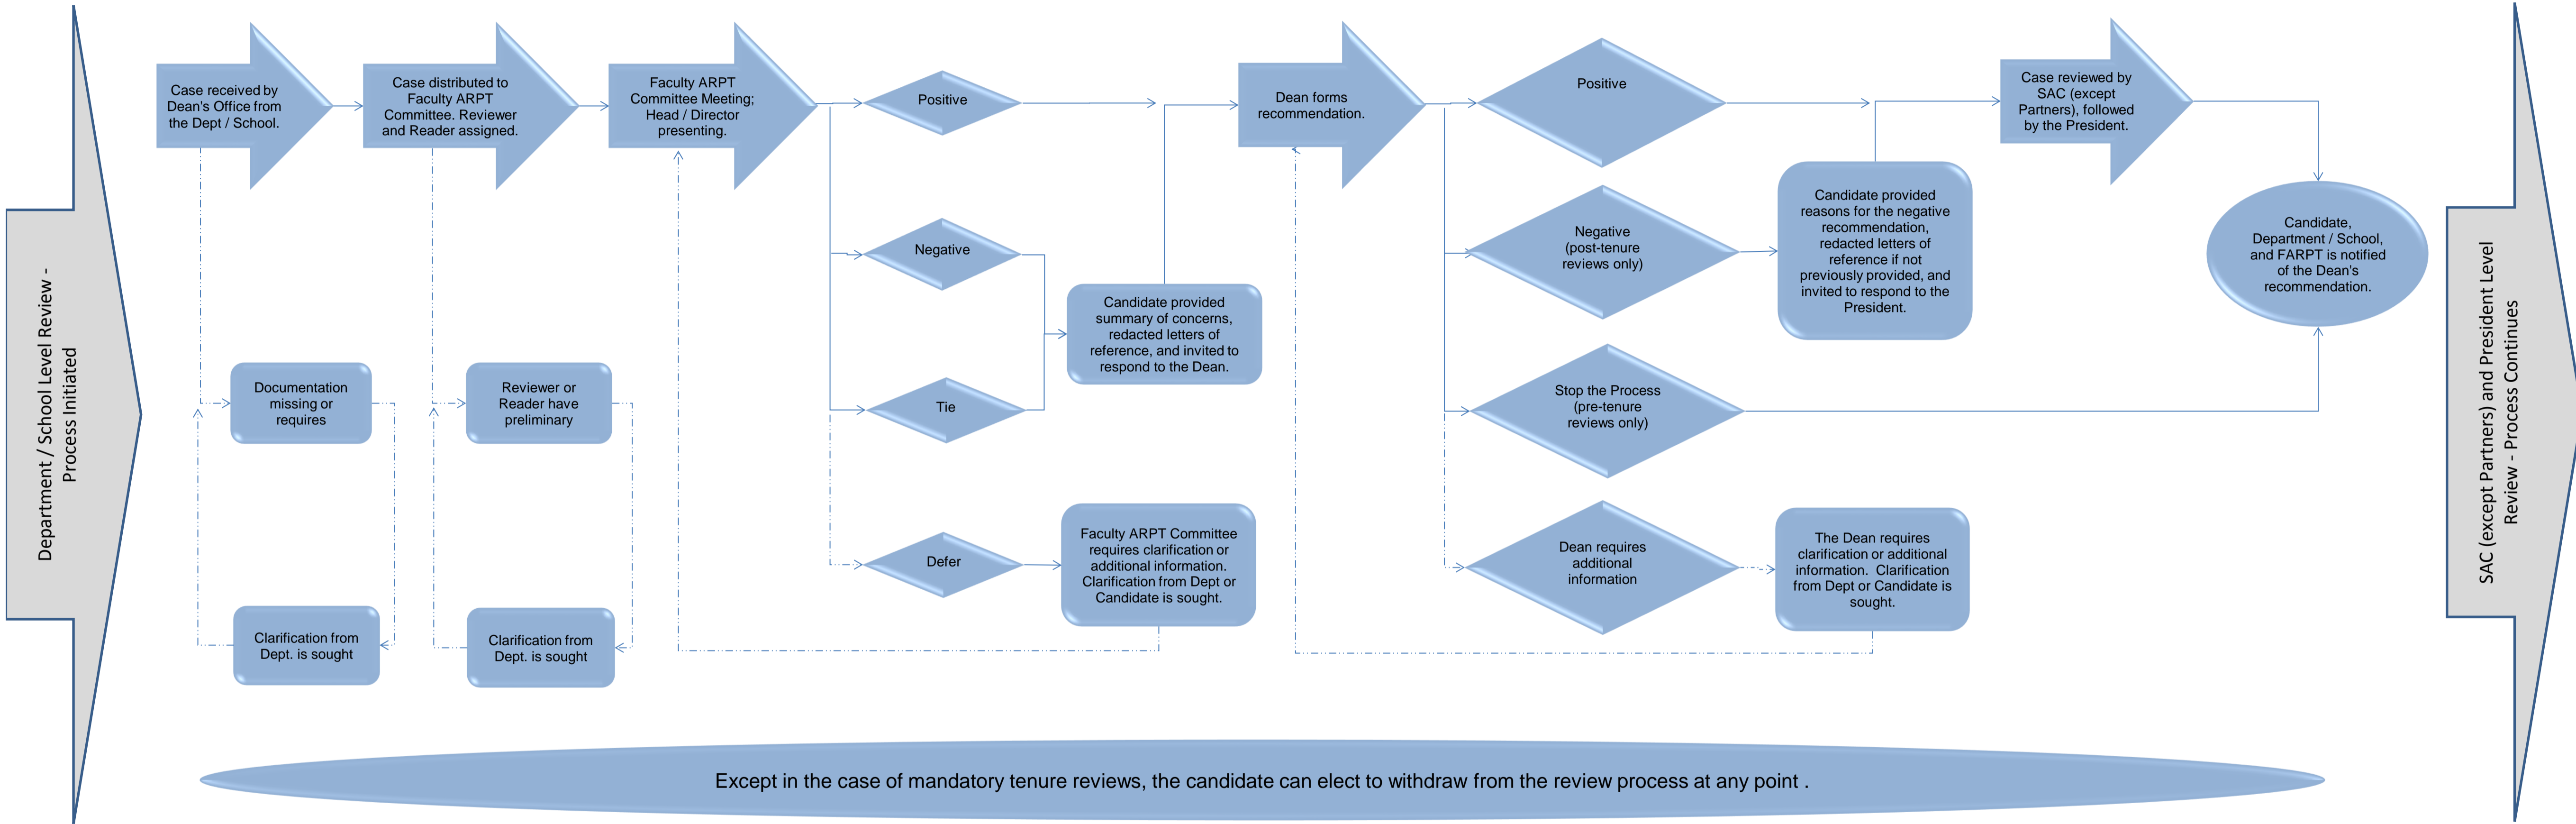 Department / School Level Review -
Process Initiated
Case received by
Dean's Office from
the Dept / School.
Case distributed to
Faculty ARPT
Committee. Reviewer
and Reader assigned.
Faculty ARPT
Committee Meeting;
Head / Director
presenting.
Positive
Negative
Tie
Defer
Documentation
missing or
requires
Clarification from
Dept. is sought
Reviewer or
Reader have
preliminary
Clarification from
Dept. is sought
Candidate provided
summary of concerns,
redacted letters of
reference, and invited to
respond to the Dean.
Faculty ARPT Committee
requires clarification or
additional information.
Clarification from Dept or
Candidate is sought.
Dean forms
recommendation.
Positive
Negative
(post-tenure
reviews only)
Stop the Process
(pre-tenure
reviews only)
Dean requires
additional
information
Candidate provided
reasons for the negative
recommendation,
redacted letters of
reference if not
previously provided, and
invited to respond to the
President.
The Dean requires
clarification or additional
information.  Clarification
from Dept or Candidate is
sought.
Case reviewed by
SAC (except
Partners), followed
by the President.
Candidate,
Department / School,
and FARPT is notified
of the Dean's
recommendation.
SAC (except Partners) and President Level
Review - Process Continues
Except in the case of mandatory tenure reviews, the candidate can elect to withdraw from the review process at any point .